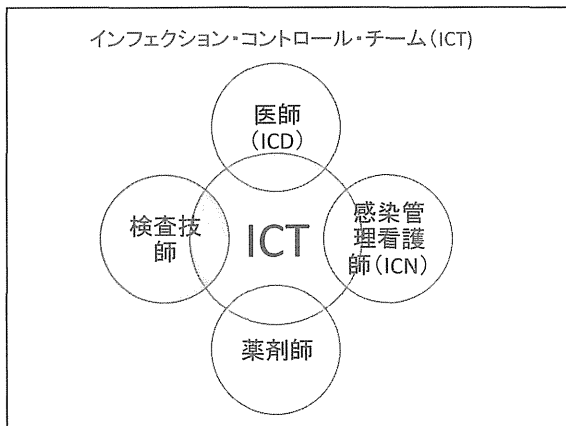 インフェクション・コントロール・チーム(ICT)
医師
(ICD)
検査技
師
ICT
感染管
理看護
師(ICN)
薬剤師